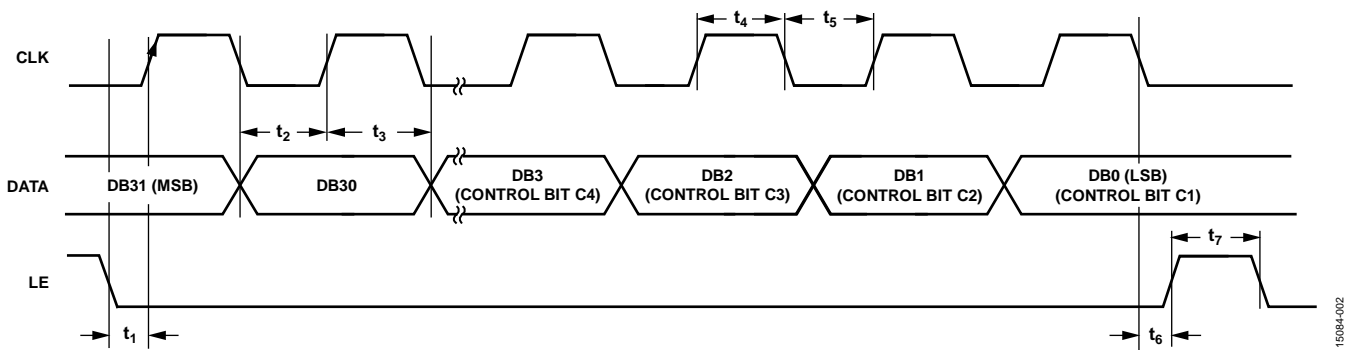 t4
t5
CLK
t2
t3
DATA
DB31 (MSB)
DB30
DB3
(CONTROL BIT C4)
DB2
(CONTROL BIT C3)
DB1
(CONTROL BIT C2)
DB0 (LSB)
(CONTROL BIT C1)
t7
LE
t1
t6
15084-002